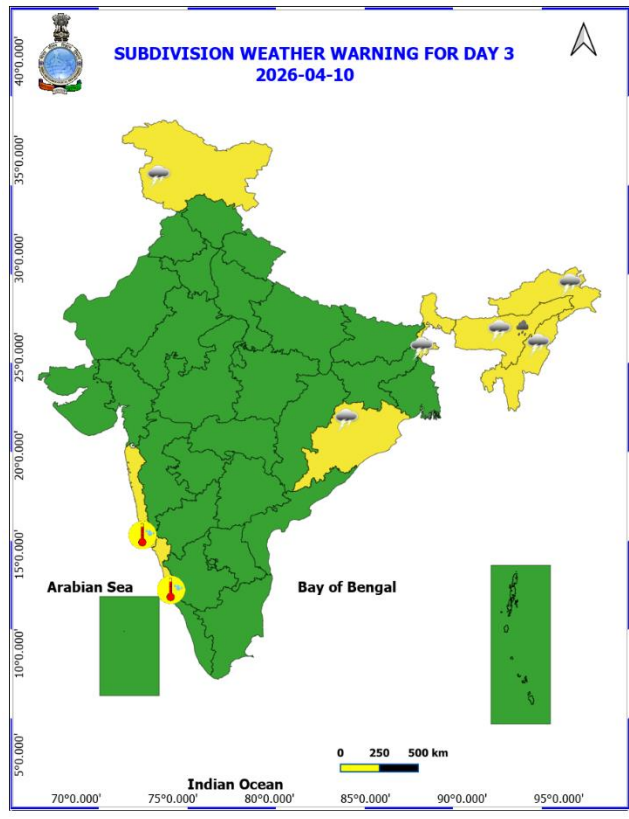 SUBDIVISION WEATHER WARNING FOR DAY 3
2026-04-10
40°0.000'
35°0.000'
30°0.000'
25°0.000'
20°0.000'
15°0.000'
10°0.000'
5°0.000'
Arabian Sea
Bay of Bengal
0 250 500 km
Indian Ocean
70°0.000' 75°0.000' 80°0.000' 85°0.000' 90°0.000' 95°0.000'